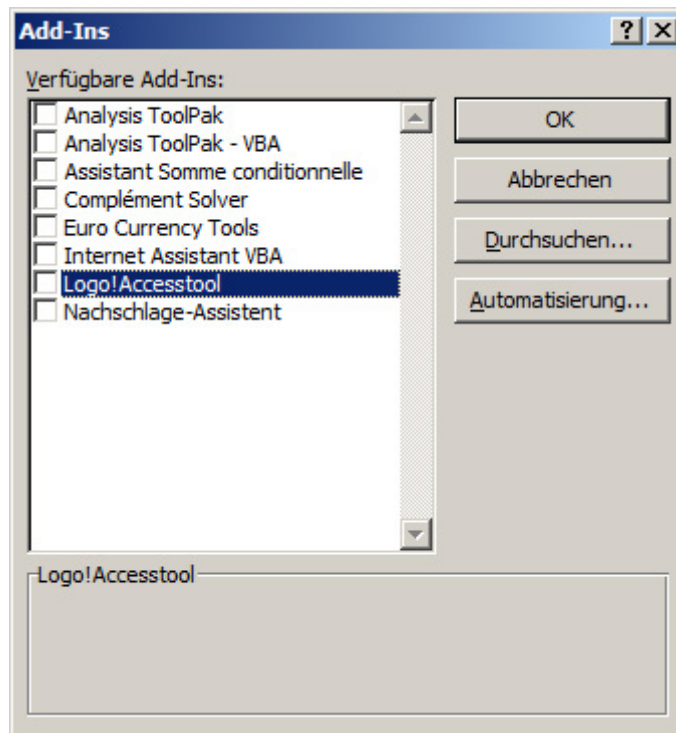 Add-Ins
Verfügbare Add-Ins:
Analysis ToolPak
Analysis ToolPak - VBA
Assistant Somme conditionnelle
Complément Solver
Euro Currency Tools
Internet Assistant VBA
Logo!Accesstool
Nachschlage-Assistent
OK
Abbrechen
Durchsuchen...
Automatisierung...
Logo!Accesstool